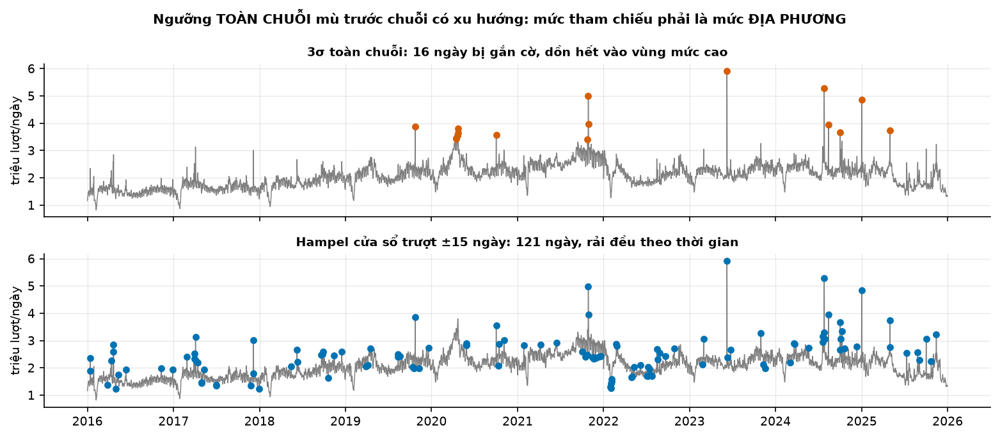 Ngưỡng TOÀN CHUỖI mù trước chuỗi có xu hướng: mức tham chiếu phải là mức ĐỊA PHƯƠNG
3σ toàn chuỗi: 16 ngày bị gắn cờ, dồn hết vào vùng mức cao
triệu lượt/ngày
6
5
4
3
2
1
Hampel cửa sổ trượt ±15 ngày: 121 ngày, rải đều theo thời gian
triệu lượt/ngày
6
5
4
3
2
1
2016 2017 2018 2019 2020 2021 2022 2023 2024 2025 2026